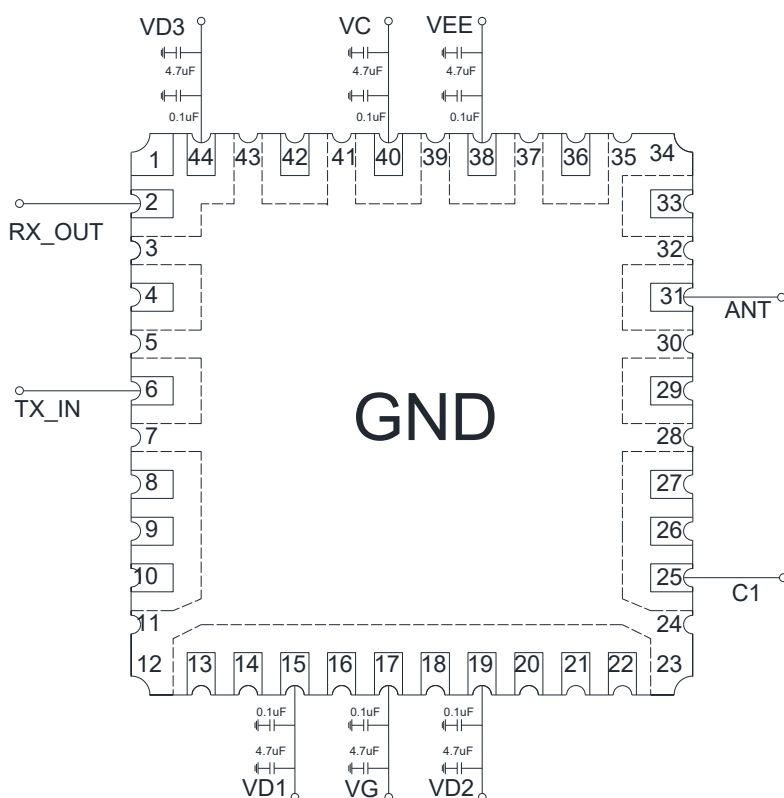 VD3 VC VEE
4.7uF 4.7uF 4.7uF
0.1uF 0.1uF 0.1uF
1 44 43 42 41 40 39 38 37 36 35 34
2 33
RX_OUT
3 32
4 31
ANT
5 30
6 29
TX_IN
GND
7 28
8 27
9 26
10 25
C1
11 24
12 13 14 15 16 17 18 19 20 21 22 23
0.1uF 0.1uF 0.1uF
4.7uF 4.7uF 4.7uF
VD1 VG VD2